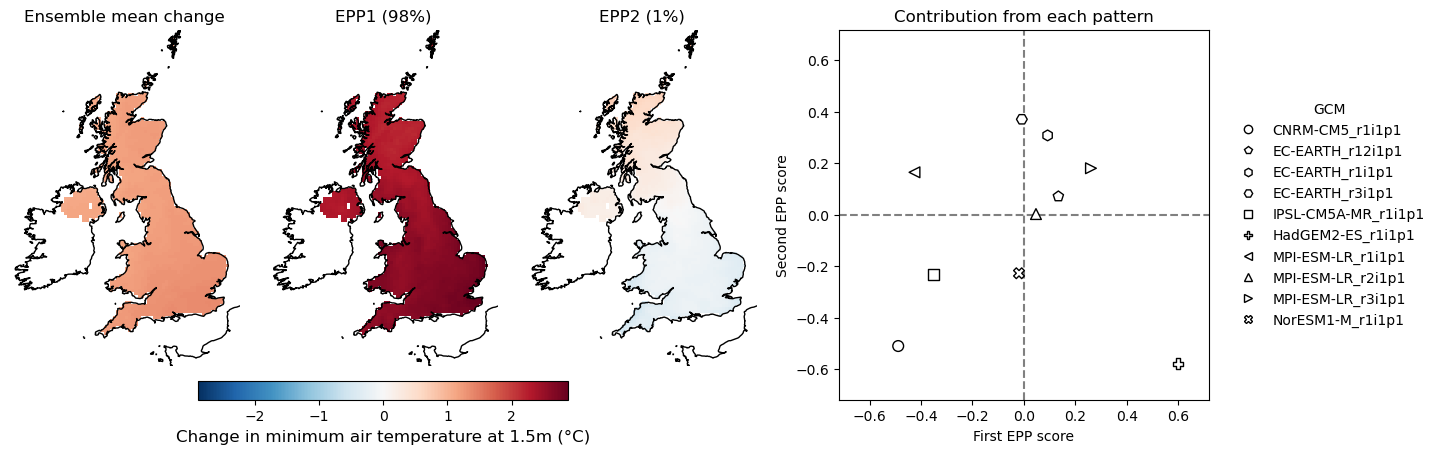 Ensemble mean change
EPP1 (98%)
EPP2 (1%)
−2
−1
0
1
2
Change in minimum air temperature at 1.5m (°C)
Contribution from each pattern
Second EPP score
0.6
0.4
0.2
0.0
−0.2
−0.4
−0.6
−0.6
−0.4
−0.2
0.0
0.2
0.4
0.6
First EPP score
GCM
CNRM-CM5_r1i1p1
EC-EARTH_r12i1p1
EC-EARTH_r1i1p1
EC-EARTH_r3i1p1
IPSL-CM5A-MR_r1i1p1
HadGEM2-ES_r1i1p1
MPI-ESM-LR_r1i1p1
MPI-ESM-LR_r2i1p1
MPI-ESM-LR_r3i1p1
NorESM1-M_r1i1p1